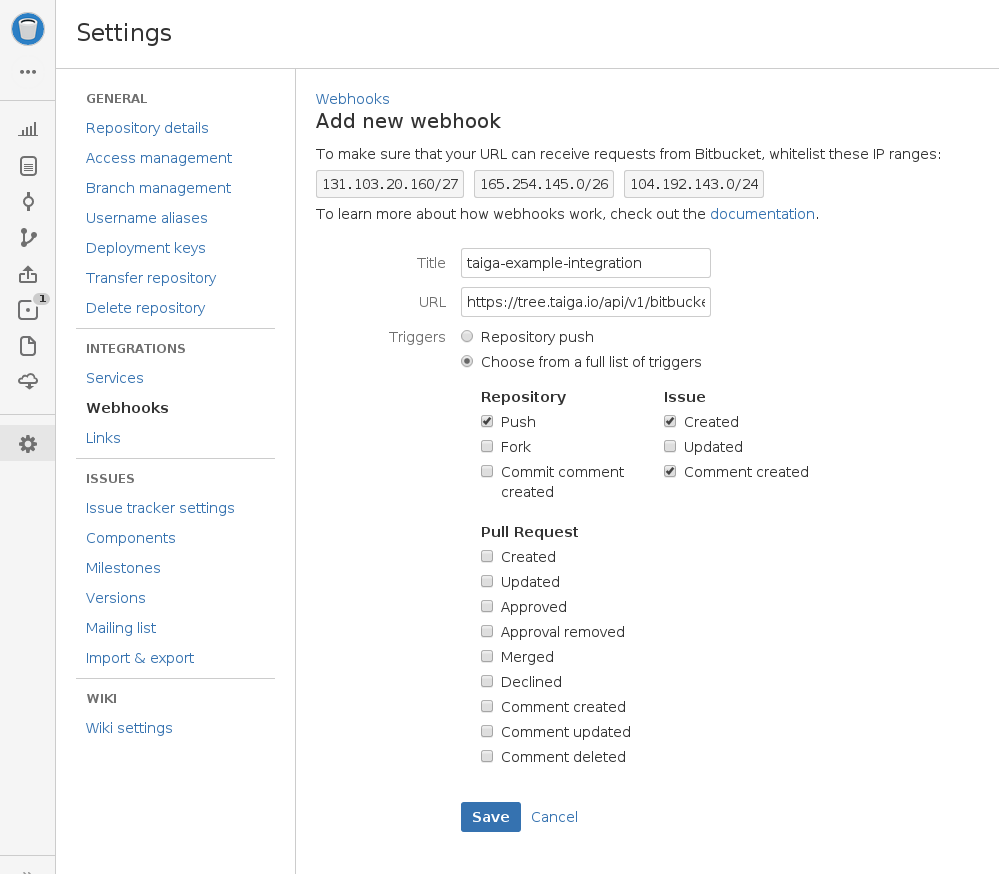 Settings
1
GENERAL
Repository details
Access management
Branch management
Username aliases
Deployment keys
Transfer repository
Delete repository
INTEGRATIONS
Services
Webhooks
Links
ISSUES
Issue tracker settings
Components
Milestones
Versions
Mailing list
Import & export
WIKI
Wiki settings
Webhooks
Add new webhook
To make sure that your URL can receive requests from Bitbucket, whitelist these IP ranges:
131.103.20.160/27 165.254.145.0/26 104.192.143.0/24
To learn more about how webhooks work, check out the documentation.
Title taiga-example-integration
URL https://tree.taiga.io/api/v1/bitbucke
Triggers Repository push
Choose from a full list of triggers
Repository
Push
Fork
Commit comment
created
Issue
Created
Updated
Comment created
Pull Request
Created
Updated
Approved
Approval removed
Merged
Declined
Comment created
Comment updated
Comment deleted
Save Cancel